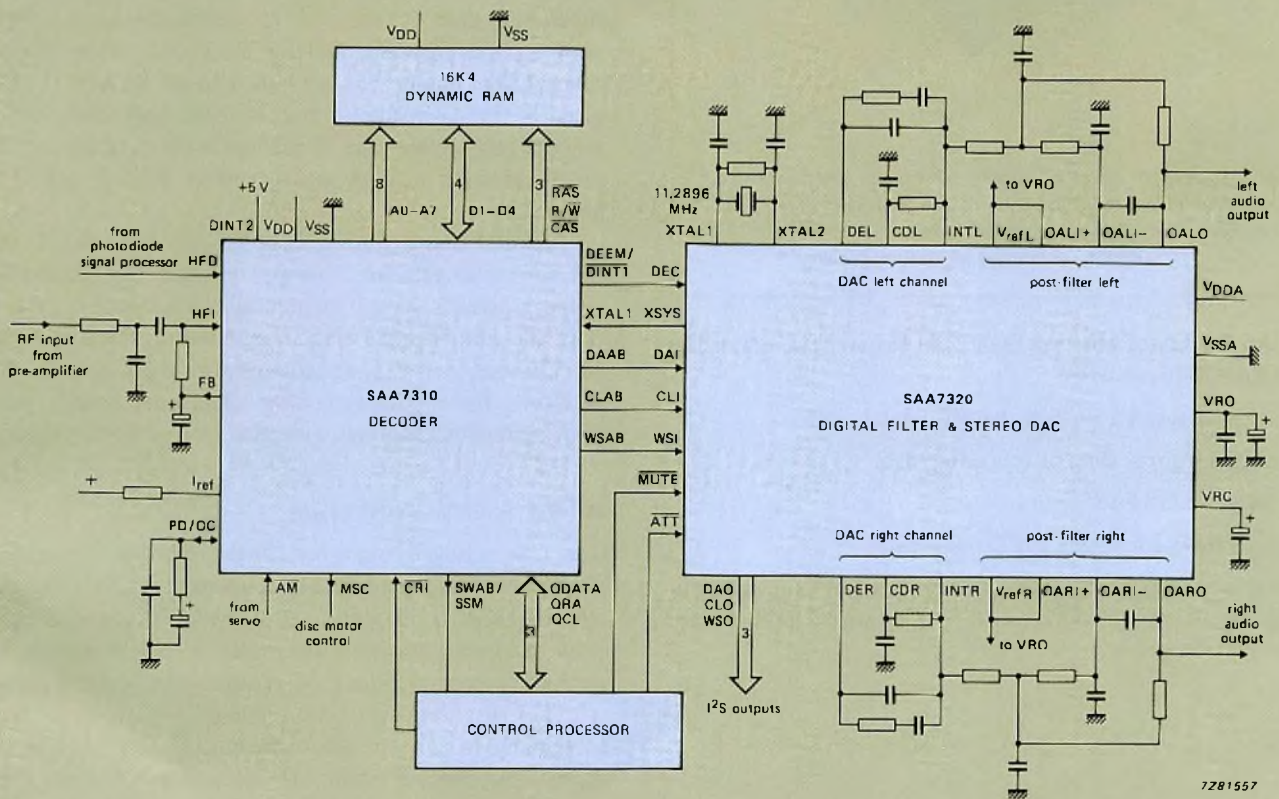 VDD
VSS
16K4
DYNAMIC RAM
8
4
3
RAS
R/W
CAS
A0-A7
D1-D4
+5 V
DINT2
VDD
VSS
from
photodiode
signal processor
HFD
RF input
from
pre-amplifier
HFI
FB
+
+
Iref
PD/OC
+
SAA7310
DECODER
DEEM/
DINT1
XTAL1
DAAB
CLAB
WSAB
AM
MSC
CRI
SWAB/
SSM
QDATA
QRA
QCL
from
servo
disc motor
control
3
CONTROL PROCESSOR
11.2896
MHz
XTAL1
XTAL2
DEL
CDL
INTL
to VRO
VrefL
OALI+
OALI-
OALO
left
audio
output
DAC left channel
post-filter left
DEC
XSYS
DAI
CLI
WSI
MUTE
ATT
SAA7320
DIGITAL FILTER & STEREO DAC
VDDA
VSSA
VRO
+
VRC
+
DAC right channel
post-filter right
DAO
CLO
WSO
3
I2S outputs
DER
CDR
INTR
VrefR
OARI+
OARI-
OARO
to VRO
right
audio
output
7Z81557